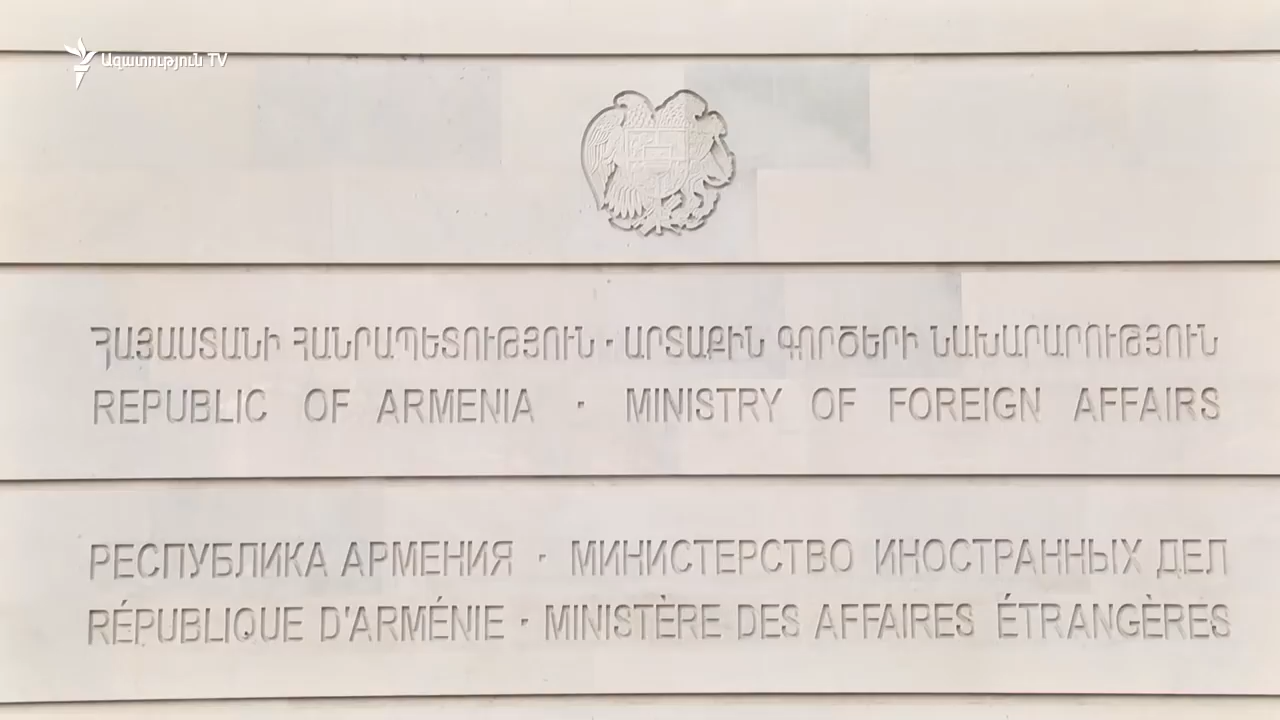 Ազատություն TV
ՀԱՅԱՍՏԱՆԻ ՀԱՆՐԱՊԵՏՈՒԹՅՈՒՆ · ԱՐՏԱՔԻՆ ԳՈՐԾԵՐԻ ՆԱԽԱՐԱՐՈՒԹՅՈՒՆ
REPUBLIC OF ARMENIA · MINISTRY OF FOREIGN AFFAIRS
РЕСПУБЛИКА АРМЕНИЯ · МИНИСТЕРСТВО ИНОСТРАННЫХ ДЕЛ
RÉPUBLIQUE D'ARMÉNIE · MINISTÈRE DES AFFAIRES ÉTRANGÈRES